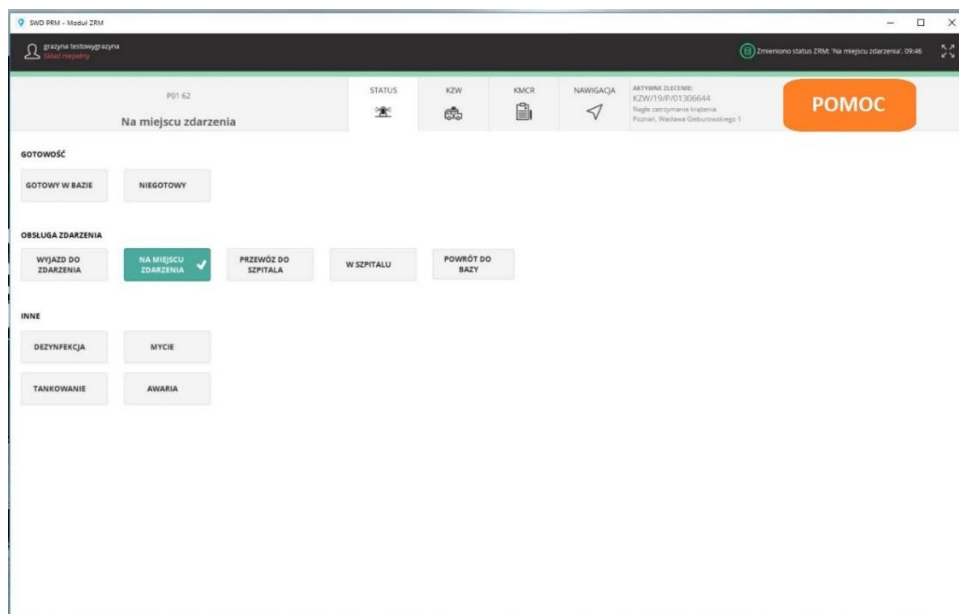 SWD PRM - Moduł ZRM
grażyna testowygrazyna
Skład niepełny
Zmieniono status ZRM: 'Na miejscu zdarzenia', 09:46
P01 62
Na miejscu zdarzenia
STATUS
KZW
KMCR
NAWIGACJA
AKTYWNE ZLECENIE:
KZW/19/P/01306644
Nagłe zatrzymanie krążenia
Poznań, Wacława Gieburowskiego 1
POMOC
GOTOWOŚĆ
GOTOWY W BAZIE
NIEGOTOWY
OBSŁUGA ZDARZENIA
WYJAZD DO
ZDARZENIA
NA MIEJSCU
ZDARZENIA
PRZEWÓZ DO
SZPITALA
W SZPITALU
POWRÓT DO
BAZY
INNE
DEZYNFEKCJA
MYCIE
TANKOWANIE
AWARIA